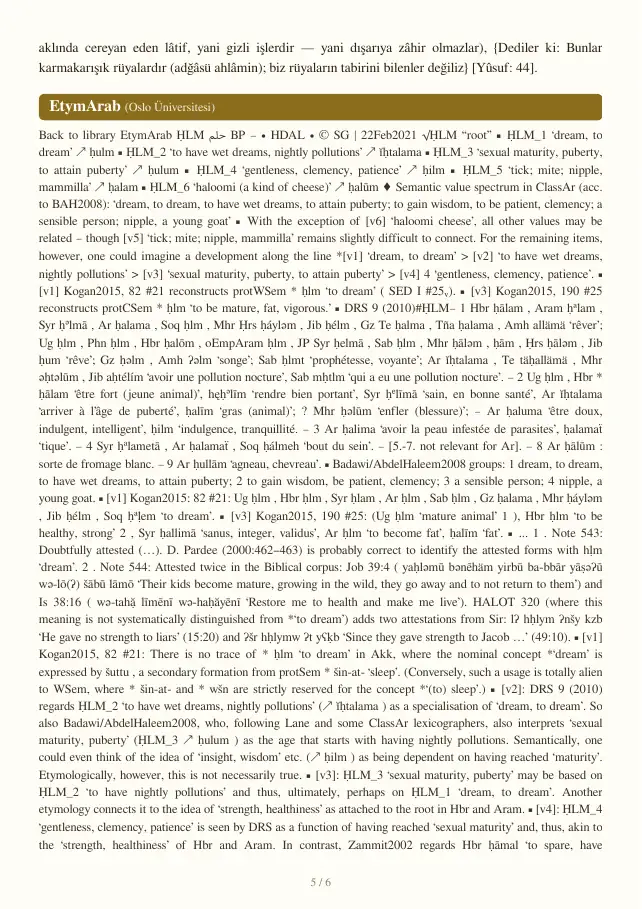 aklında cereyan eden lâtif, yani gizli işlerdir — yani dışarıya zâhir olmazlar), {Dediler ki: Bunlar
karmakarışık rüyalardır (adğâsü ahlâmin); biz rüyaların tabirini bilenler değiliz} [Yûsuf: 44].
EtymArab (Oslo Üniversitesi)
Back to library EtymArab ḤLM حلم BP – • HDAL • © SG | 22Feb2021 √ḤLM “root” ▪ ḤLM_1 ‘dream, to
dream’ ↗ ḥulm ▪ ḤLM_2 ‘to have wet dreams, nightly pollutions’ ↗ ĭḥtalama ▪ ḤLM_3 ‘sexual maturity, puberty,
to attain puberty’ ↗ ḥulum ▪ ḤLM_4 ‘gentleness, clemency, patience’ ↗ ḥilm ▪ ḤLM_5 ‘tick; mite; nipple,
mammilla’ ↗ ḥalam ▪ ḤLM_6 ‘haloomi (a kind of cheese)’ ↗ ḥalūm ♦ Semantic value spectrum in ClassAr (acc.
to BAH2008): ‘dream, to dream, to have wet dreams, to attain puberty; to gain wisdom, to be patient, clemency; a
sensible person; nipple, a young goat’ ▪ With the exception of [v6] ‘haloomi cheese’, all other values may be
related – though [v5] ‘tick; mite; nipple, mammilla’ remains slightly difficult to connect. For the remaining items,
however, one could imagine a development along the line *[v1] ‘dream, to dream’ > [v2] ‘to have wet dreams,
nightly pollutions’ > [v3] ‘sexual maturity, puberty, to attain puberty’ > [v4] 4 ‘gentleness, clemency, patience’. ▪
[v1] Kogan2015, 82 #21 reconstructs protWSem * ḥlm ‘to dream’ ( SED I #25ᵥ). ▪ [v3] Kogan2015, 190 #25
reconstructs protCSem * ḥlm ‘to be mature, fat, vigorous.’ ▪ DRS 9 (2010)#ḤLM– 1 Hbr ḥālam , Aram ḥᵃlam ,
Syr ḥᵊlmā , Ar ḥalama , Soq ḥlm , Mhr Ḥrs ḥáyləm , Jib ḥélm , Gz Te ḥalma , Tña ḥalama , Amh allämä ‘rêver’;
Ug ḥlm , Phn ḥlm , Hbr ḥᵃlōm , oEmpAram ḥlm , JP Syr ḥelmā , Sab ḥlm , Mhr ḥāləm , ḥām , Ḥrs ḥāləm , Jib
ḥum ‘rêve’; Gz ḥəlm , Amh ʔəlm ‘songe’; Sab ḥlmt ‘prophétesse, voyante’; Ar ĭḥtalama , Te täḥallämä , Mhr
əḥtəlūm , Jib aḥtélím ‘avoir une pollution nocture’, Sab mḥtlm ‘qui a eu une pollution nocture’. – 2 Ug ḥlm , Hbr *
ḥālam ‘être fort (jeune animal)’, heḥᵉlīm ‘rendre bien portant’, Syr ḥᵊlīmā ‘sain, en bonne santé’, Ar ĭḥtalama
‘arriver à l’âge de puberté’, ḥalīm ‘gras (animal)’; ? Mhr ḥəlūm ‘enfler (blessure)’; – Ar ḥaluma ‘être doux,
indulgent, intelligent’, ḥilm ‘indulgence, tranquillité. – 3 Ar ḥalima ‘avoir la peau infestée de parasites’, ḥalamaẗ
‘tique’. – 4 Syr ḥᵊlametā , Ar ḥalamaẗ , Soq ḥálmeh ‘bout du sein’. – [5.-7. not relevant for Ar]. – 8 Ar ḥālūm :
sorte de fromage blanc. – 9 Ar ḥullām ‘agneau, chevreau’. ▪ Badawi/AbdelHaleem2008 groups: 1 dream, to dream,
to have wet dreams, to attain puberty; 2 to gain wisdom, be patient, clemency; 3 a sensible person; 4 nipple, a
young goat. ▪ [v1] Kogan2015: 82 #21: Ug ḥlm , Hbr ḥlm , Syr ḥlam , Ar ḥlm , Sab ḥlm , Gz ḥalama , Mhr ḥáyləm
, Jib ḥélm , Soq ḥᵃlem ‘to dream’. ▪ [v3] Kogan2015, 190 #25: (Ug ḥlm ‘mature animal’ 1 ), Hbr ḥlm ‘to be
healthy, strong’ 2 , Syr ḥallimā ‘sanus, integer, validus’, Ar ḥlm ‘to become fat’, ḥalīm ‘fat’. ▪ ... 1 . Note 543:
Doubtfully attested (…). D. Pardee (2000:462–463) is probably correct to identify the attested forms with ḥlm
‘dream’. 2 . Note 544: Attested twice in the Biblical corpus: Job 39:4 ( yaḥləmū bənēhäm yirbū ba-bbār yāṣəʔū
wə-lō(ʔ) šābū lāmō ‘Their kids become mature, growing in the wild, they go away and to not return to them’) and
Is 38:16 ( wə-taḥă līmēnī wə-haḥăyēnī ‘Restore me to health and make me live’). HALOT 320 (where this
meaning is not systematically distinguished from *‘to dream’) adds two attestations from Sir: lʔ hḥlym ʔnšy kzb
‘He gave no strength to liars’ (15:20) and ʔšr hḥlymw ʔt yʕḳb ‘Since they gave strength to Jacob …’ (49:10). ▪ [v1]
Kogan2015, 82 #21: There is no trace of * ḥlm ‘to dream’ in Akk, where the nominal concept *‘dream’ is
expressed by šuttu , a secondary formation from protSem * šin-at- ‘sleep’. (Conversely, such a usage is totally alien
to WSem, where * šin-at- and * wšn are strictly reserved for the concept *‘(to) sleep’.) ▪ [v2]: DRS 9 (2010)
regards ḤLM_2 ‘to have wet dreams, nightly pollutions’ (↗ ĭḥtalama ) as a specialisation of ‘dream, to dream’. So
also Badawi/AbdelHaleem2008, who, following Lane and some ClassAr lexicographers, also interprets ‘sexual
maturity, puberty’ (ḤLM_3 ↗ ḥulum ) as the age that starts with having nightly pollutions. Semantically, one
could even think of the idea of ‘insight, wisdom’ etc. (↗ ḥilm ) as being dependent on having reached ‘maturity’.
Etymologically, however, this is not necessarily true. ▪ [v3]: ḤLM_3 ‘sexual maturity, puberty’ may be based on
ḤLM_2 ‘to have nightly pollutions’ and thus, ultimately, perhaps on ḤLM_1 ‘dream, to dream’. Another
etymology connects it to the idea of ‘strength, healthiness’ as attached to the root in Hbr and Aram. ▪ [v4]: ḤLM_4
‘gentleness, clemency, patience’ is seen by DRS as a function of having reached ‘sexual maturity’ and, thus, akin to
the ‘strength, healthiness’ of Hbr and Aram. In contrast, Zammit2002 regards Hbr ḥāmal ‘to spare, have
5 / 6